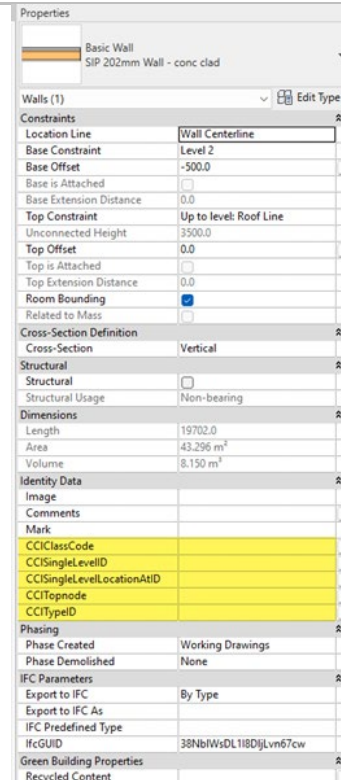 Properties
Basic Wall
SIP 202mm Wall - conc clad
Walls (1) Edit Type
Constraints
Location Line Wall Centerline
Base Constraint Level 2
Base Offset -500.0
Base is Attached
Base Extension Distance 0.0
Top Constraint Up to level: Roof Line
Unconnected Height 3500.0
Top Offset 0.0
Top is Attached
Top Extension Distance 0.0
Room Bounding
Related to Mass
Cross-Section Definition
Cross-Section Vertical
Structural
Structural
Structural Usage Non-bearing
Dimensions
Length 19702.0
Area 43.296 m²
Volume 8.150 m³
Identity Data
Image
Comments
Mark
CCIClassCode
CCISingleLevelID
CCISingleLevelLocationAtID
CCITopnode
CCITypeID
Phasing
Phase Created Working Drawings
Phase Demolished None
IFC Parameters
Export to IFC By Type
Export to IFC As
IFC Predefined Type
IfcGUID
Green Building Properties
Recycled Content